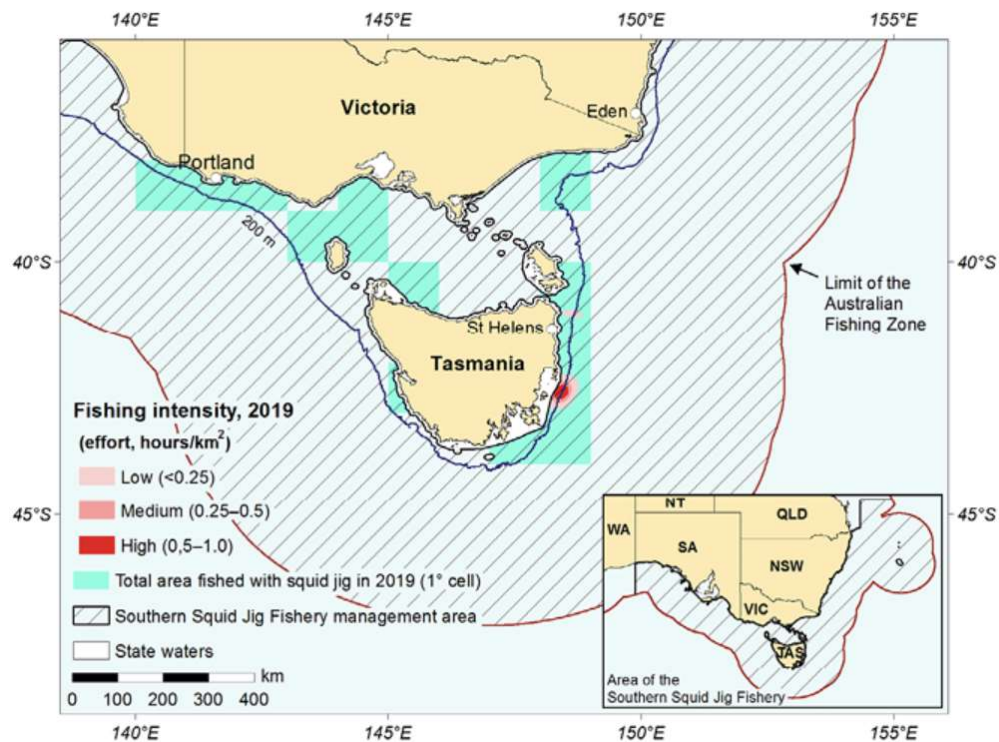 140°E 145°E 150°E 155°E
Victoria
Eden
Portland
200 m
40°S 40°S
Limit of the
Australian
Fishing Zone
St Helens
Tasmania
Fishing intensity, 2019
(effort, hours/km²)
Low (<0.25)
Medium (0.25–0.5)
High (0.5–1.0)
Total area fished with squid jig in 2019 (1° cell)
Southern Squid Jig Fishery management area
State waters
km
0 100 200 300 400
45°S 45°S
NT
QLD
WA
SA
NSW
VIC
TAS
Area of the
Southern Squid Jig Fishery
140°E 145°E 150°E 155°E